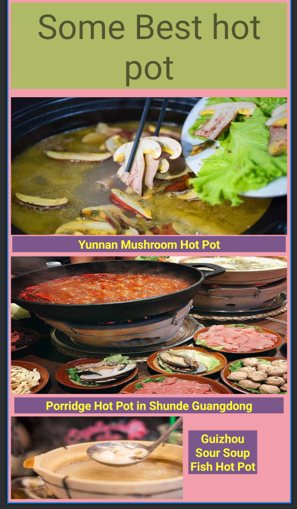 Some Best hot
pot
Yunnan Mushroom Hot Pot
Porridge Hot Pot in Shunde Guangdong
Guizhou
Sour Soup
Fish Hot Pot